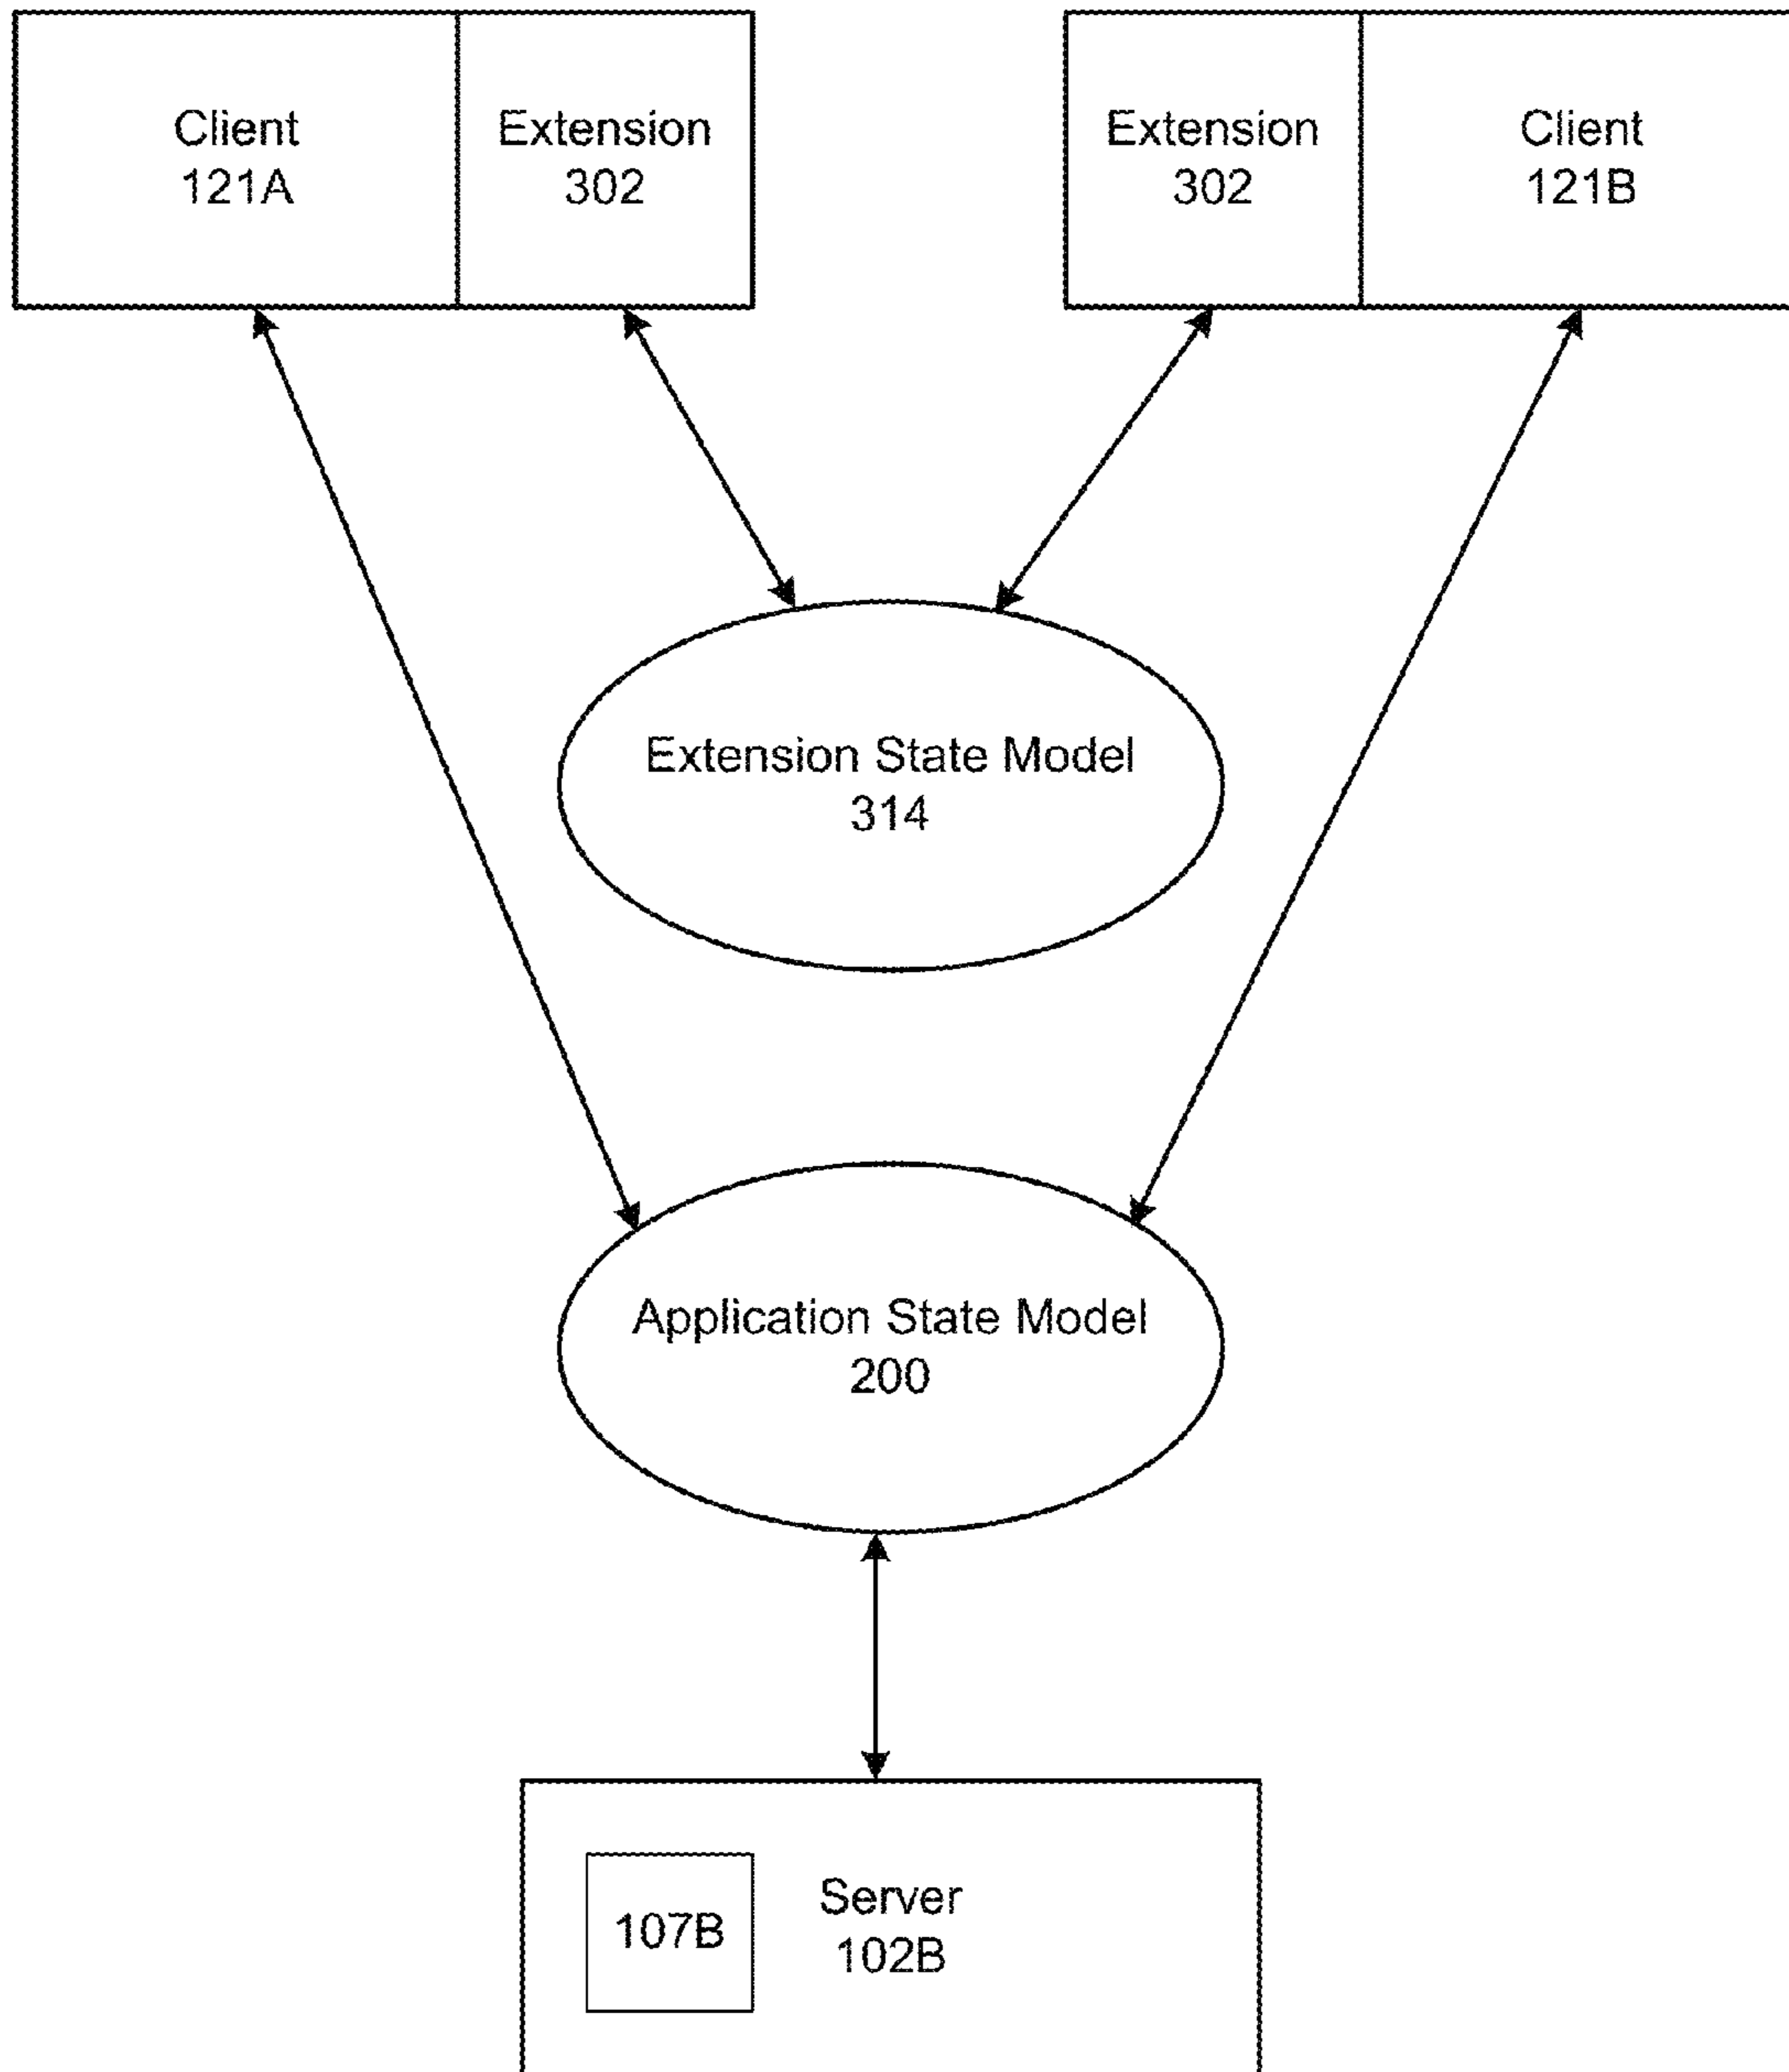 Client
121A
Extension
302
Extension
302
Client
121B
Extension State Model
314
Application State Model
200
107B
Server
102B